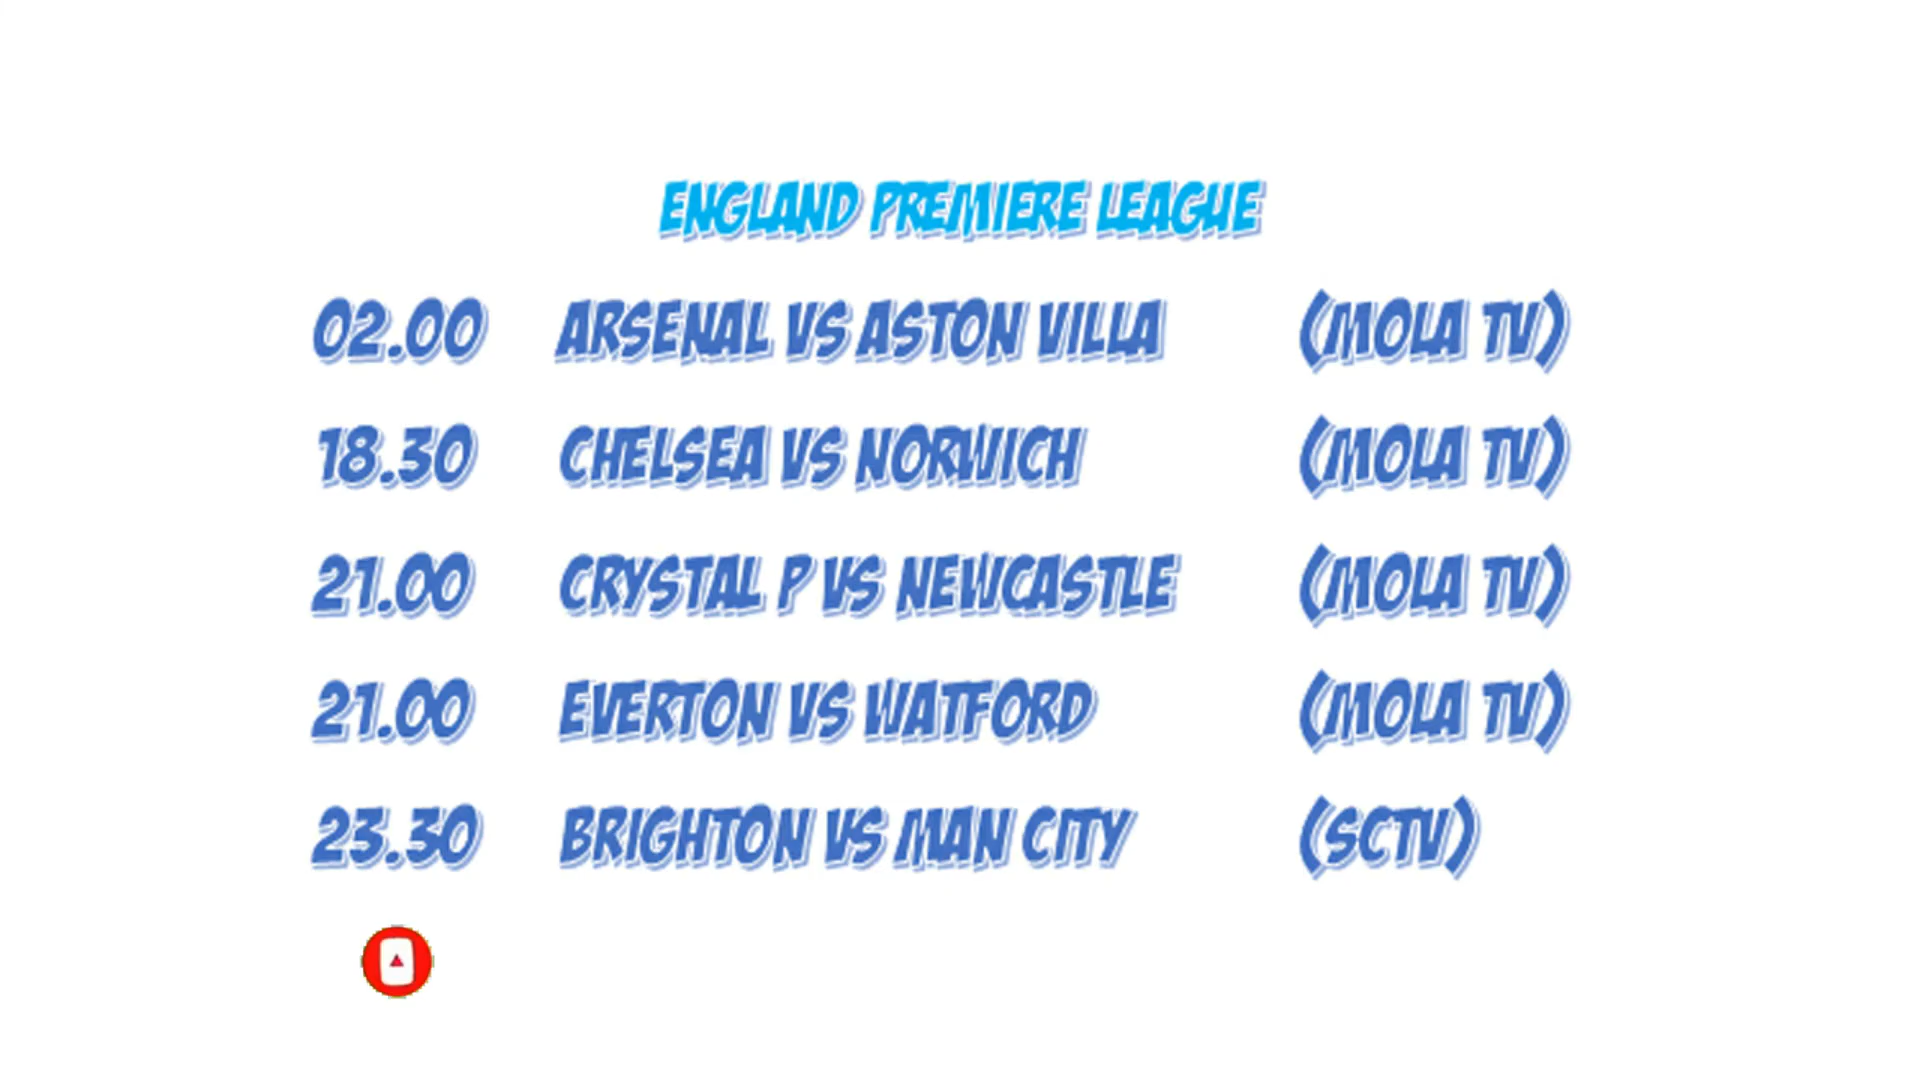 ENGLAND PREMIERE LEAGUE
02.00 ARSENAL VS ASTON VILLA (MOLA TV)
18.30 CHELSEA VS NORWICH (MOLA TV)
21.00 CRYSTAL P VS NEWCASTLE (MOLA TV)
21.00 EVERTON VS WATFORD (MOLA TV)
23.30 BRIGHTON VS MAN CITY (SCTV)